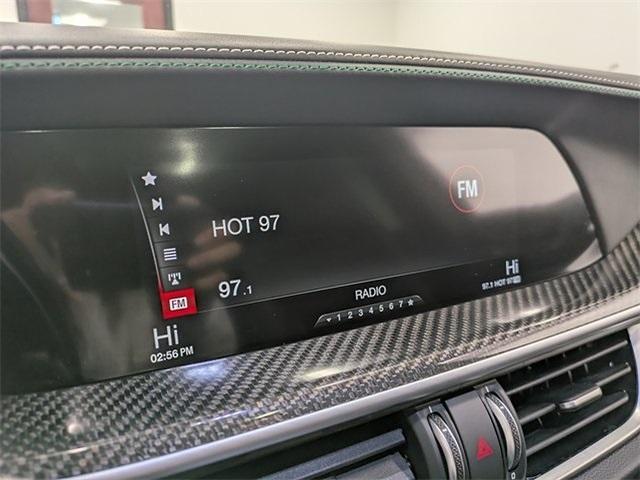 FM
HOT 97
97.1
FM
RADIO
1 2 3 4 5 6 7
Hi
97.1 HOT 97
Hi
02:56 PM